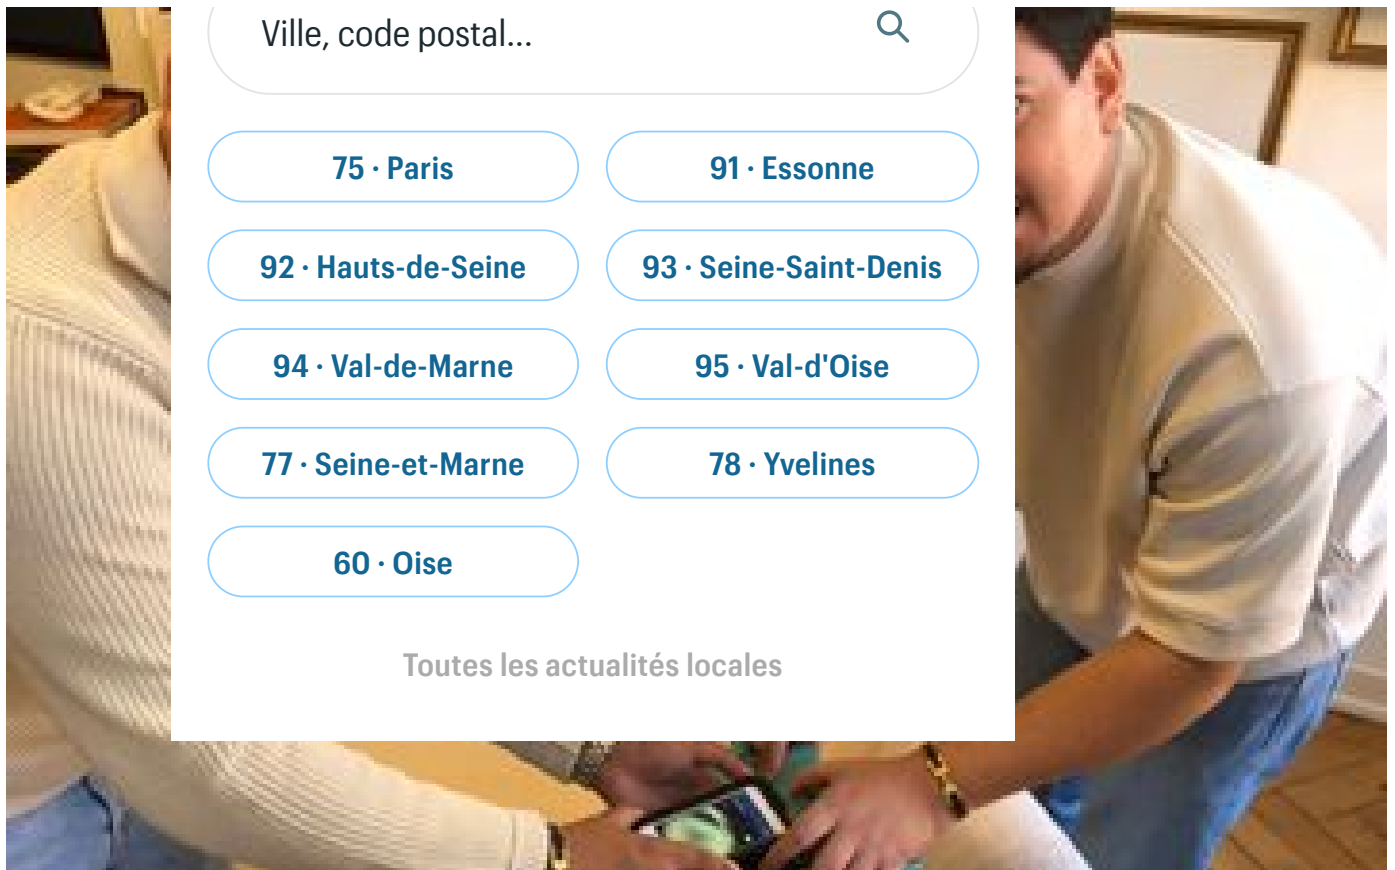 Ville, code postal...
75 · Paris
91 · Essonne
92 · Hauts-de-Seine
93 · Seine-Saint-Denis
94 · Val-de-Marne
95 · Val-d'Oise
77 · Seine-et-Marne
78 · Yvelines
60 · Oise
Toutes les actualités locales